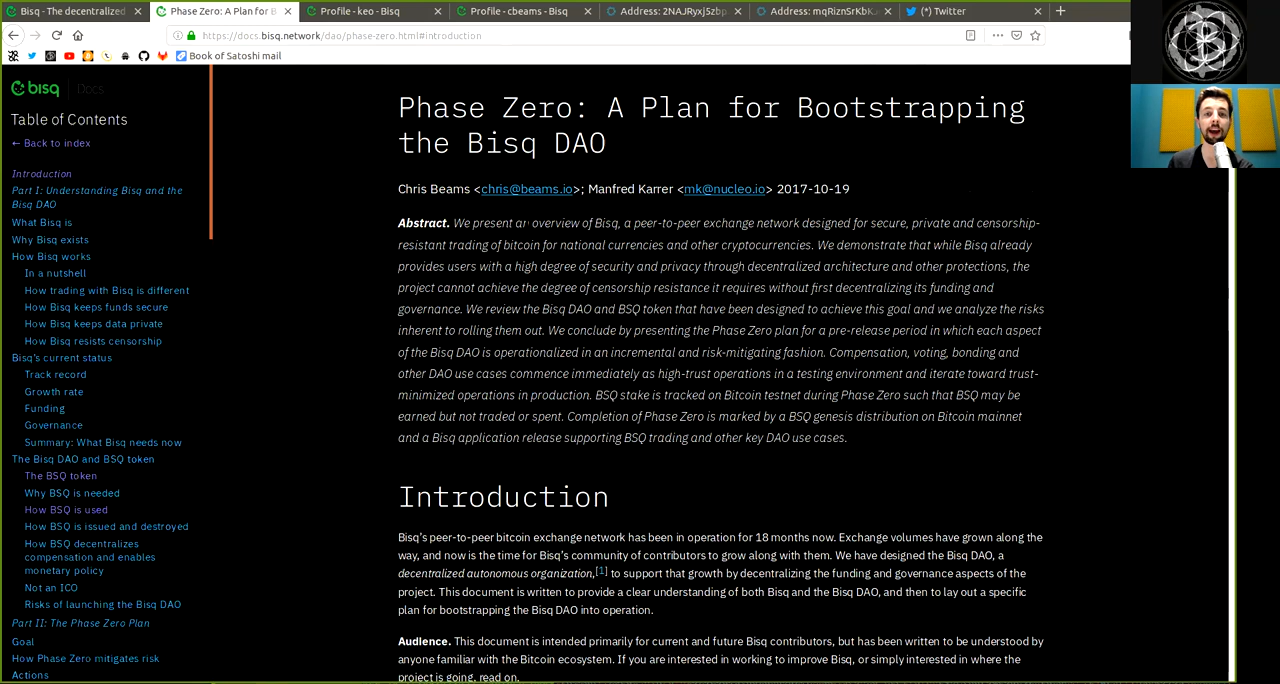 Bisq - The decentralized
Phase Zero: A Plan for B
Profile - keo - Bisq
Profile - cbeams - Bisq
Address: 2NAJRyxj5zbp
Address: mqRiznSrKbK
(*) Twitter
https://docs.bisq.network/dao/phase-zero.html#introduction
Book of Satoshi mail
bisq Docs
Table of Contents
← Back to index
Introduction
Part I: Understanding Bisq and the
Bisq DAO
What Bisq is
Why Bisq exists
How Bisq works
In a nutshell
How trading with Bisq is different
How Bisq keeps funds secure
How Bisq keeps data private
How Bisq resists censorship
Bisq's current status
Track record
Growth rate
Funding
Governance
Summary: What Bisq needs now
The Bisq DAO and BSQ token
The BSQ token
Why BSQ is needed
How BSQ is used
How BSQ is issued and destroyed
How BSQ decentralizes
compensation and enables
monetary policy
Not an ICO
Risks of launching the Bisq DAO
Part II: The Phase Zero Plan
Goal
How Phase Zero mitigates risk
Actions
Phase Zero: A Plan for Bootstrapping
the Bisq DAO
Chris Beams <chris@beams.io>; Manfred Karrer <mk@nucleo.io> 2017-10-19
Abstract. We present an overview of Bisq, a peer-to-peer exchange network designed for secure, private and censorship-
resistant trading of bitcoin for national currencies and other cryptocurrencies. We demonstrate that while Bisq already
provides users with a high degree of security and privacy through decentralized architecture and other protections, the
project cannot achieve the degree of censorship resistance it requires without first decentralizing its funding and
governance. We review the Bisq DAO and BSQ token that have been designed to achieve this goal and we analyze the risks
inherent to rolling them out. We conclude by presenting the Phase Zero plan for a pre-release period in which each aspect
of the Bisq DAO is operationalized in an incremental and risk-mitigating fashion. Compensation, voting, bonding and
other DAO use cases commence immediately as high-trust operations in a testing environment and iterate toward trust-
minimized operations in production. BSQ stake is tracked on Bitcoin testnet during Phase Zero such that BSQ may be
earned but not traded or spent. Completion of Phase Zero is marked by a BSQ genesis distribution on Bitcoin mainnet
and a Bisq application release supporting BSQ trading and other key DAO use cases.
Introduction
Bisq's peer-to-peer bitcoin exchange network has been in operation for 18 months now. Exchange volumes have grown along the
way, and now is the time for Bisq's community of contributors to grow along with them. We have designed the Bisq DAO, a
decentralized autonomous organization,[1] to support that growth by decentralizing the funding and governance aspects of the
project. This document is written to provide a clear understanding of both Bisq and the Bisq DAO, and then to lay out a specific
plan for bootstrapping the Bisq DAO into operation.
Audience. This document is intended primarily for current and future Bisq contributors, but has been written to be understood by
anyone familiar with the Bitcoin ecosystem. If you are interested in working to improve Bisq, or simply interested in where the
project is going, read on.